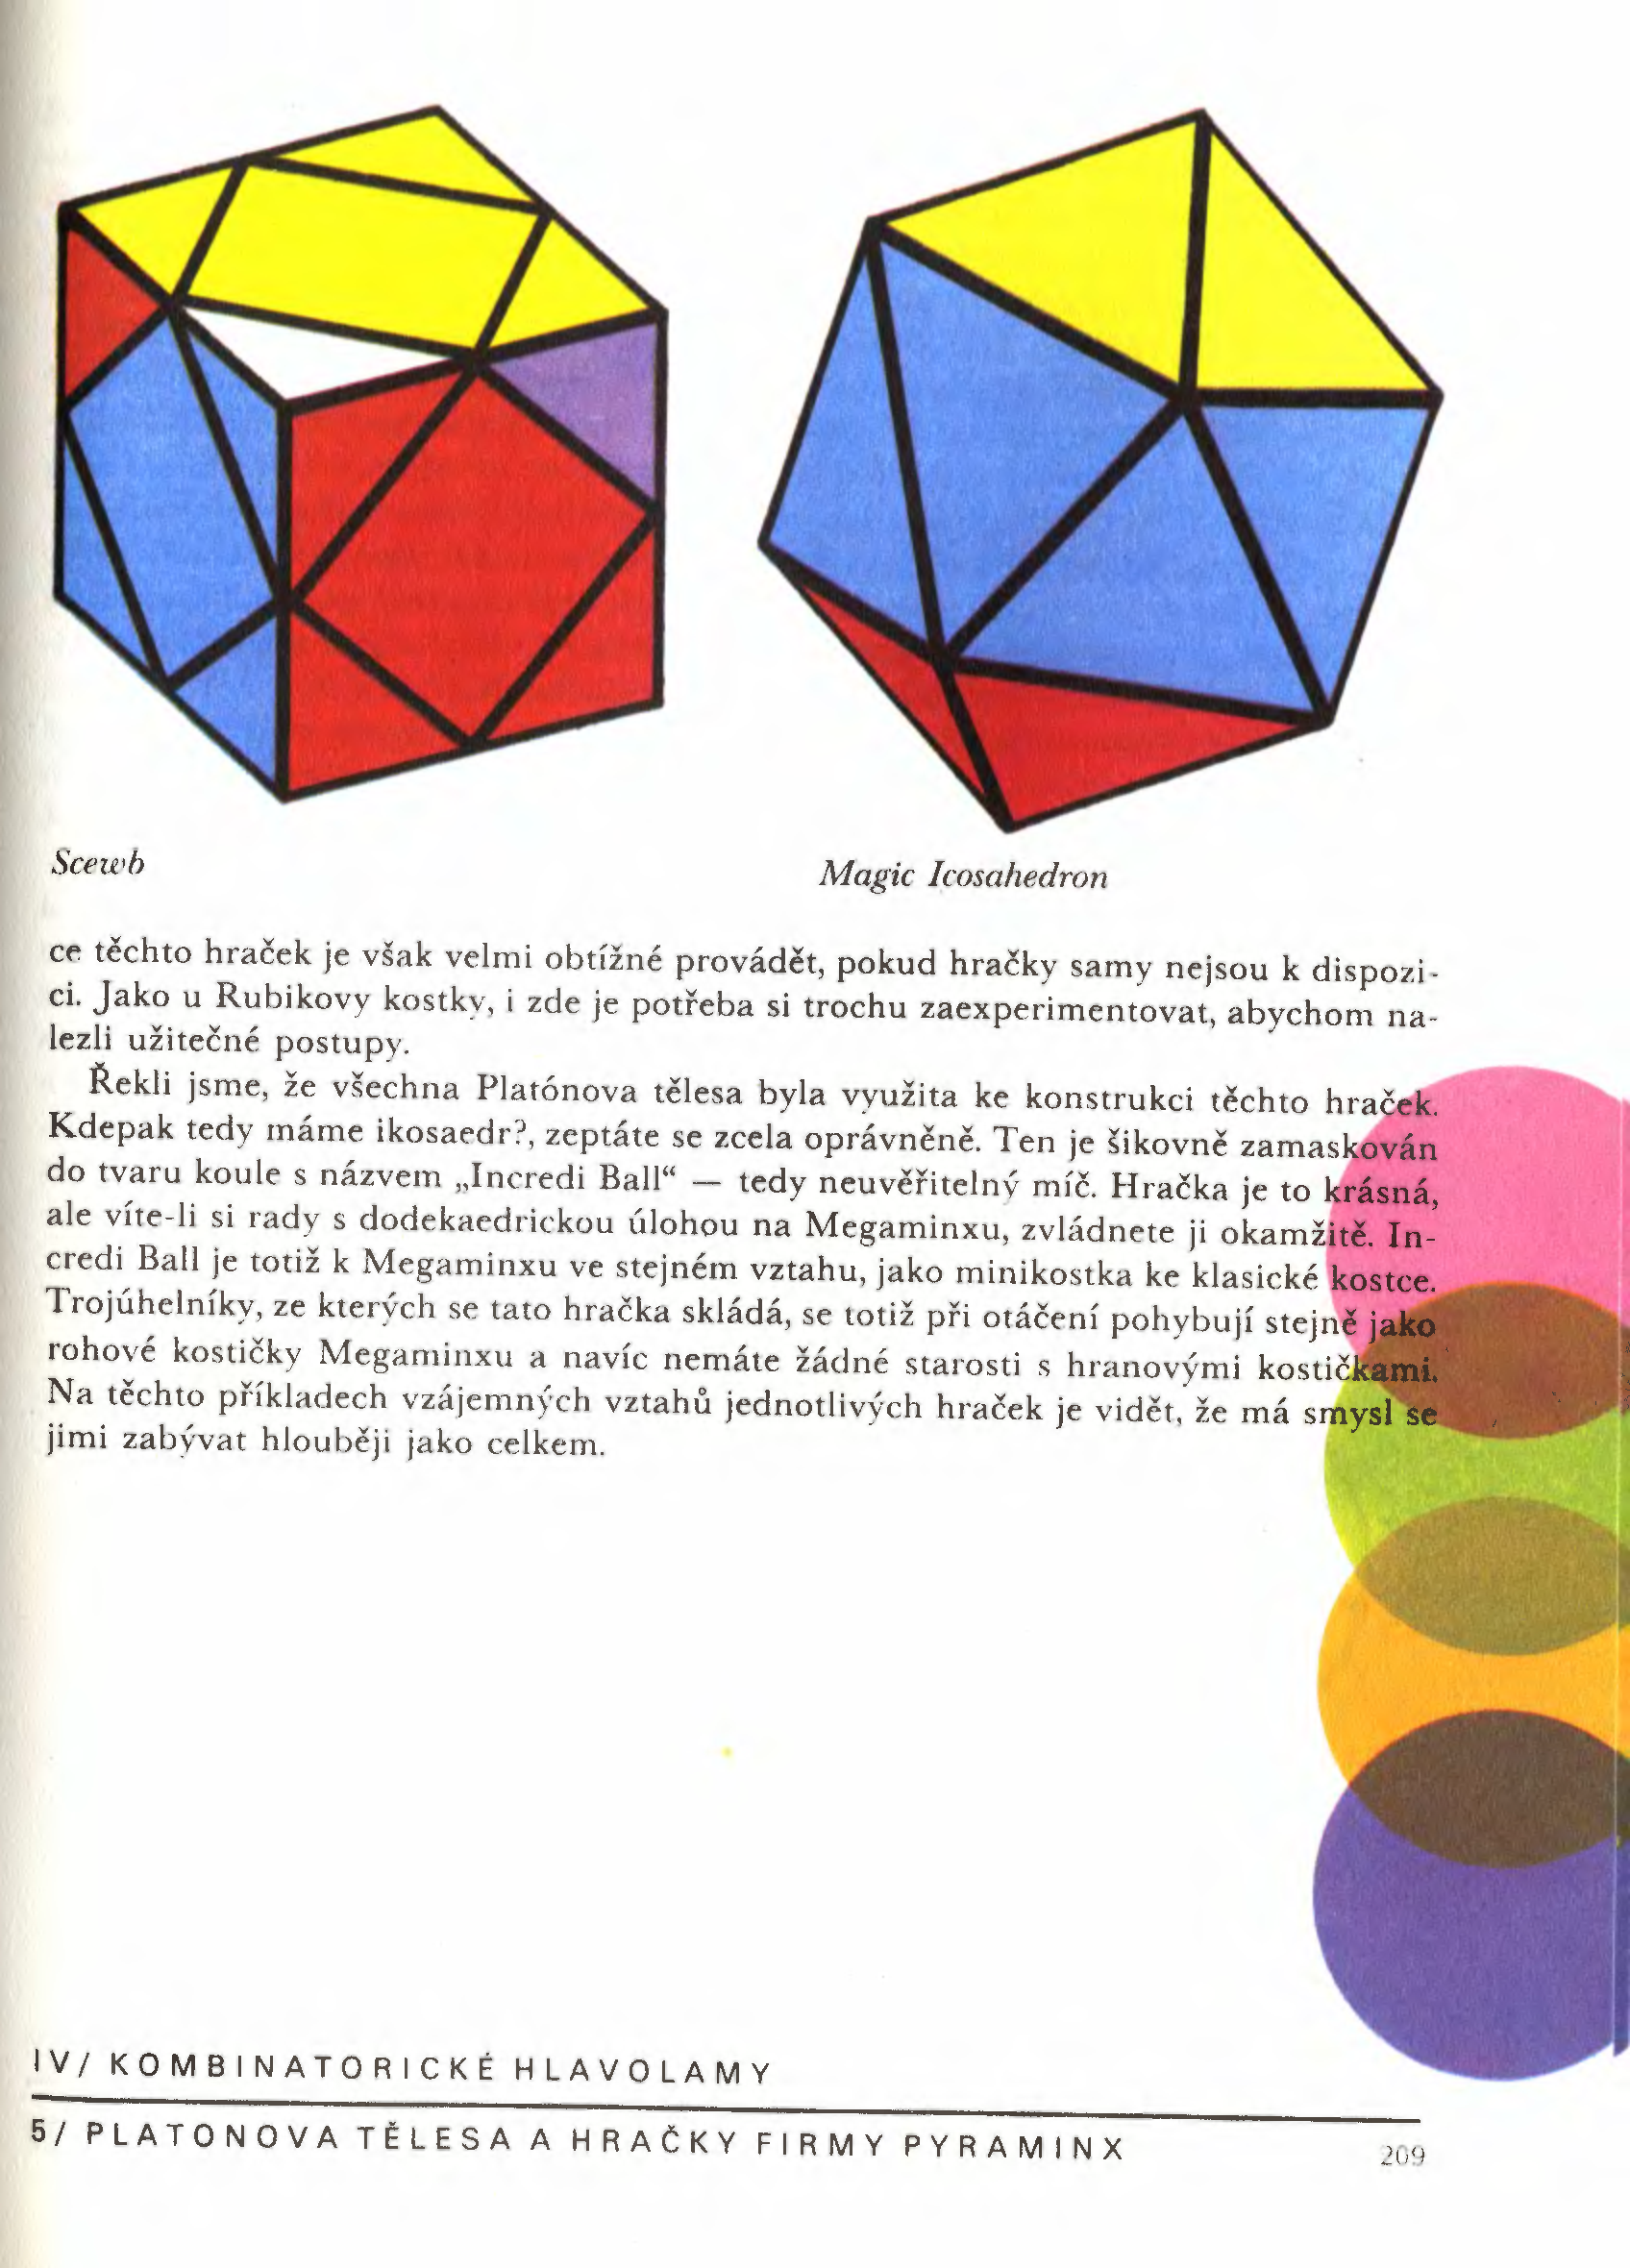 Scewb
Magic Icosahedron
ce těchto hraček je však velmi obtížné provádět, pokud hračky samy nejsou k dispozi-
ci. Jako u Rubikovy kostky, i zde je potřeba si trochu zaexperimentovat, abychom na-
lezli užitečné postupy.
Řekli jsme, že všechna Platónova tělesa byla využita ke konstrukci těchto hraček.
Kdepak tedy máme ikosaedr?, zeptáte se zcela oprávněně. Ten je šikovně zamaskován
do tvaru koule s názvem „Incredi Ball“ — tedy neuvěřitelný míč. Hračka je to krásná,
ale víte-li si rady s dodekaedrickou úlohou na Megaminxu, zvládnete ji okamžitě. In-
credi Ball je totiž k Megaminxu ve stejném vztahu, jako minikostka ke klasické kostce.
Trojúhelníky, ze kterých se tato hračka skládá, se totiž při otáčení pohybují stejně jako
rohové kostičky Megaminxu a navíc nemáte žádné starosti s hranovými kostičkami.
Na těchto příkladech vzájemných vztahů jednotlivých hraček je vidět, že má smysl se
jimi zabývat hlouběji jako celkem.
IV/ KOMBINATORICKÉ HLAVOLAMY
5/ PLATONOVA TĚLESA A HRAČKY FIRMY PYRAMINX
209